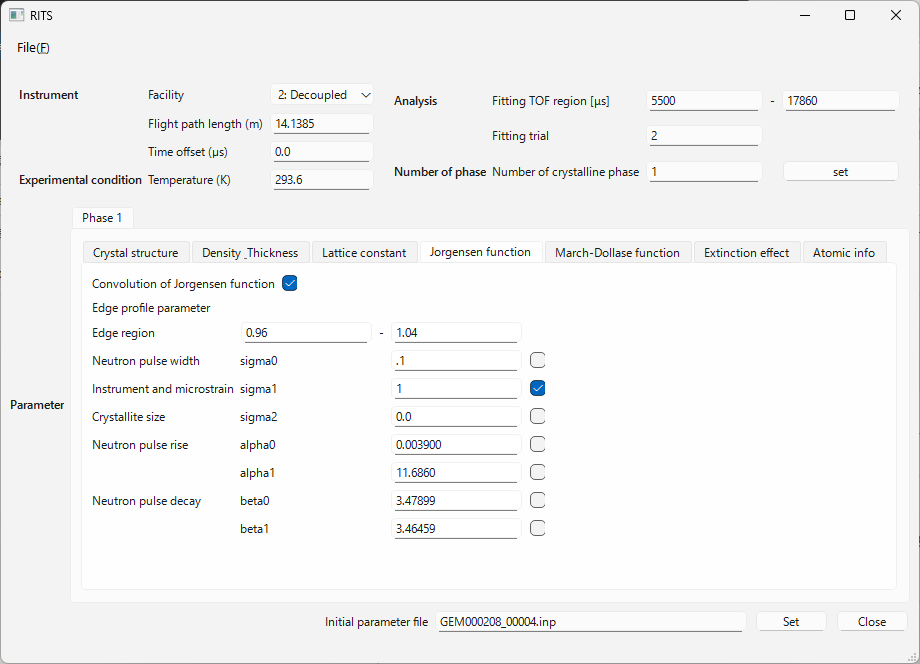 RITS
File(F)
Instrument
Facility
2: Decoupled
Flight path length (m)
14.1385
Time offset (μs)
0.0
Experimental condition
Temperature (K)
293.6
Analysis
Fitting TOF region [μs]
5500 - 17860
Fitting trial
2
Number of phase
Number of crystalline phase
1
set
Parameter
Phase 1
Crystal structure
Density_Thickness
Lattice constant
Jorgensen function
March-Dollase function
Extinction effect
Atomic info
Convolution of Jorgensen function
Edge profile parameter
Edge region 0.96 - 1.04
Neutron pulse width sigma0 .1
Instrument and microstrain sigma1 1
Crystallite size sigma2 0.0
Neutron pulse rise alpha0 0.003900
alpha1 11.6860
Neutron pulse decay beta0 3.47899
beta1 3.46459
Initial parameter file GEM000208_00004.inp Set Close